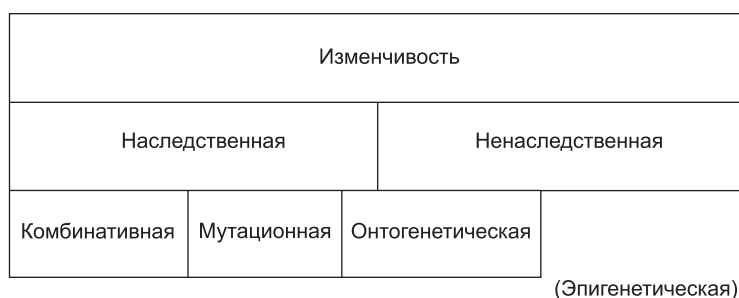 Изменчивость
Наследственная Ненаследственная
Комбинативная Мутационная Онтогенетическая
(Эпигенетическая)